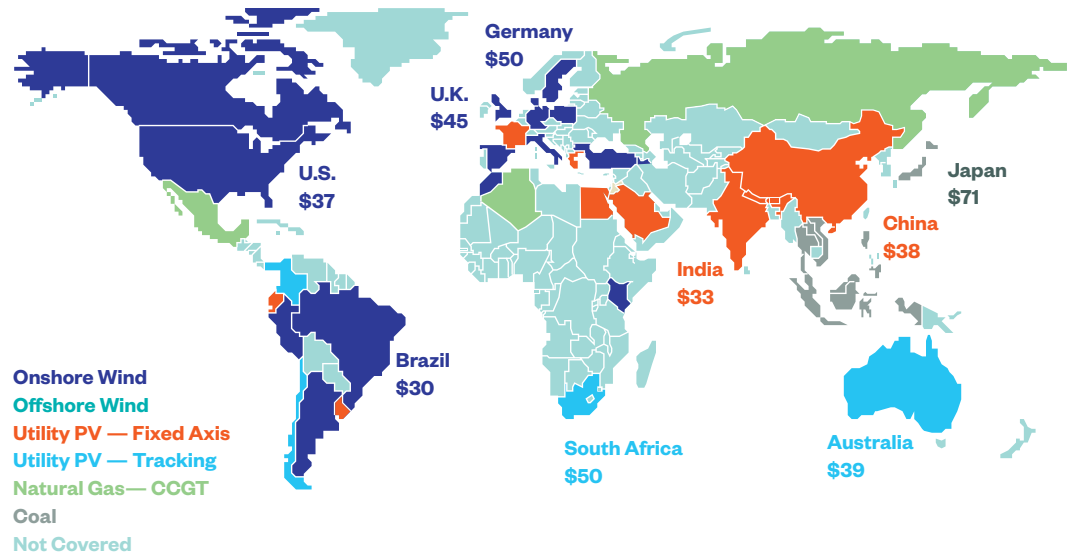 Germany
$50
U.K.
$45
U.S.
$37
Japan
$71
China
$38
India
$33
Brazil
$30
South Africa
$50
Australia
$39
Onshore Wind
Offshore Wind
Utility PV — Fixed Axis
Utility PV — Tracking
Natural Gas— CCGT
Coal
Not Covered